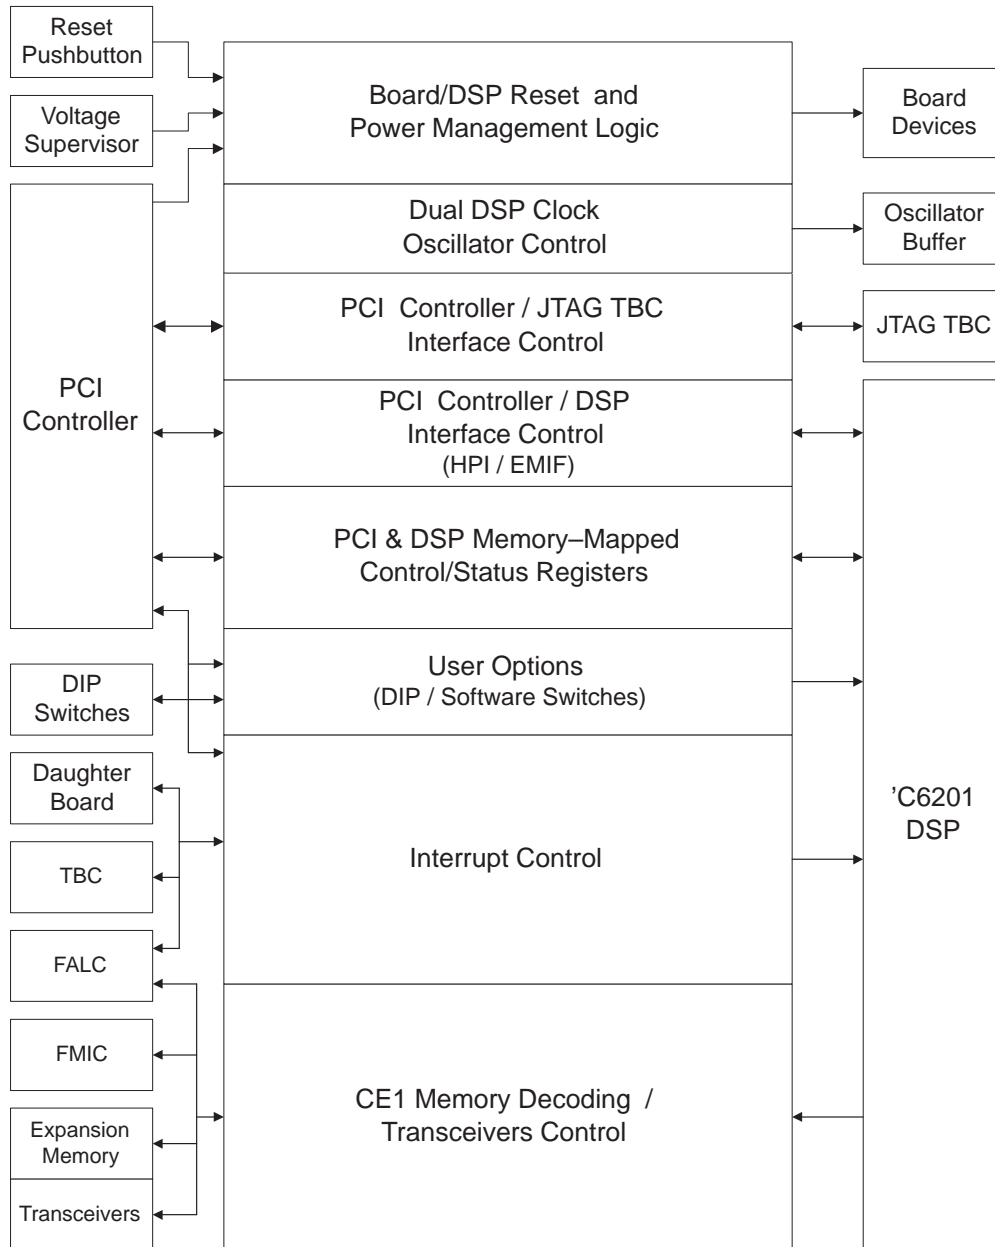 Reset
Pushbutton
Voltage
Supervisor
PCI
Controller
DIP
Switches
Daughter
Board
TBC
FALC
FMIC
Expansion
Memory
Transceivers
Board/DSP Reset and
Power Management Logic
Dual DSP Clock
Oscillator Control
PCI Controller / JTAG TBC
Interface Control
PCI Controller / DSP
Interface Control
(HPI / EMIF)
PCI & DSP Memory–Mapped
Control/Status Registers
User Options
(DIP / Software Switches)
Interrupt Control
CE1 Memory Decoding /
Transceivers Control
Board
Devices
Oscillator
Buffer
JTAG TBC
’C6201
DSP